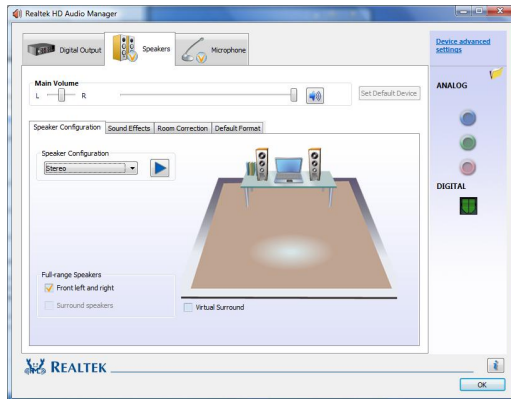 Realtek HD Audio Manager
Digital Output
Speakers
Microphone
Device advanced
settings
Main Volume
L
R
Set Default Device
ANALOG
Speaker Configuration
Sound Effects
Room Correction
Default Format
Speaker Configuration
Stereo
DIGITAL
Full-range Speakers
Front left and right
Surround speakers
Virtual Surround
REALTEK
i
OK